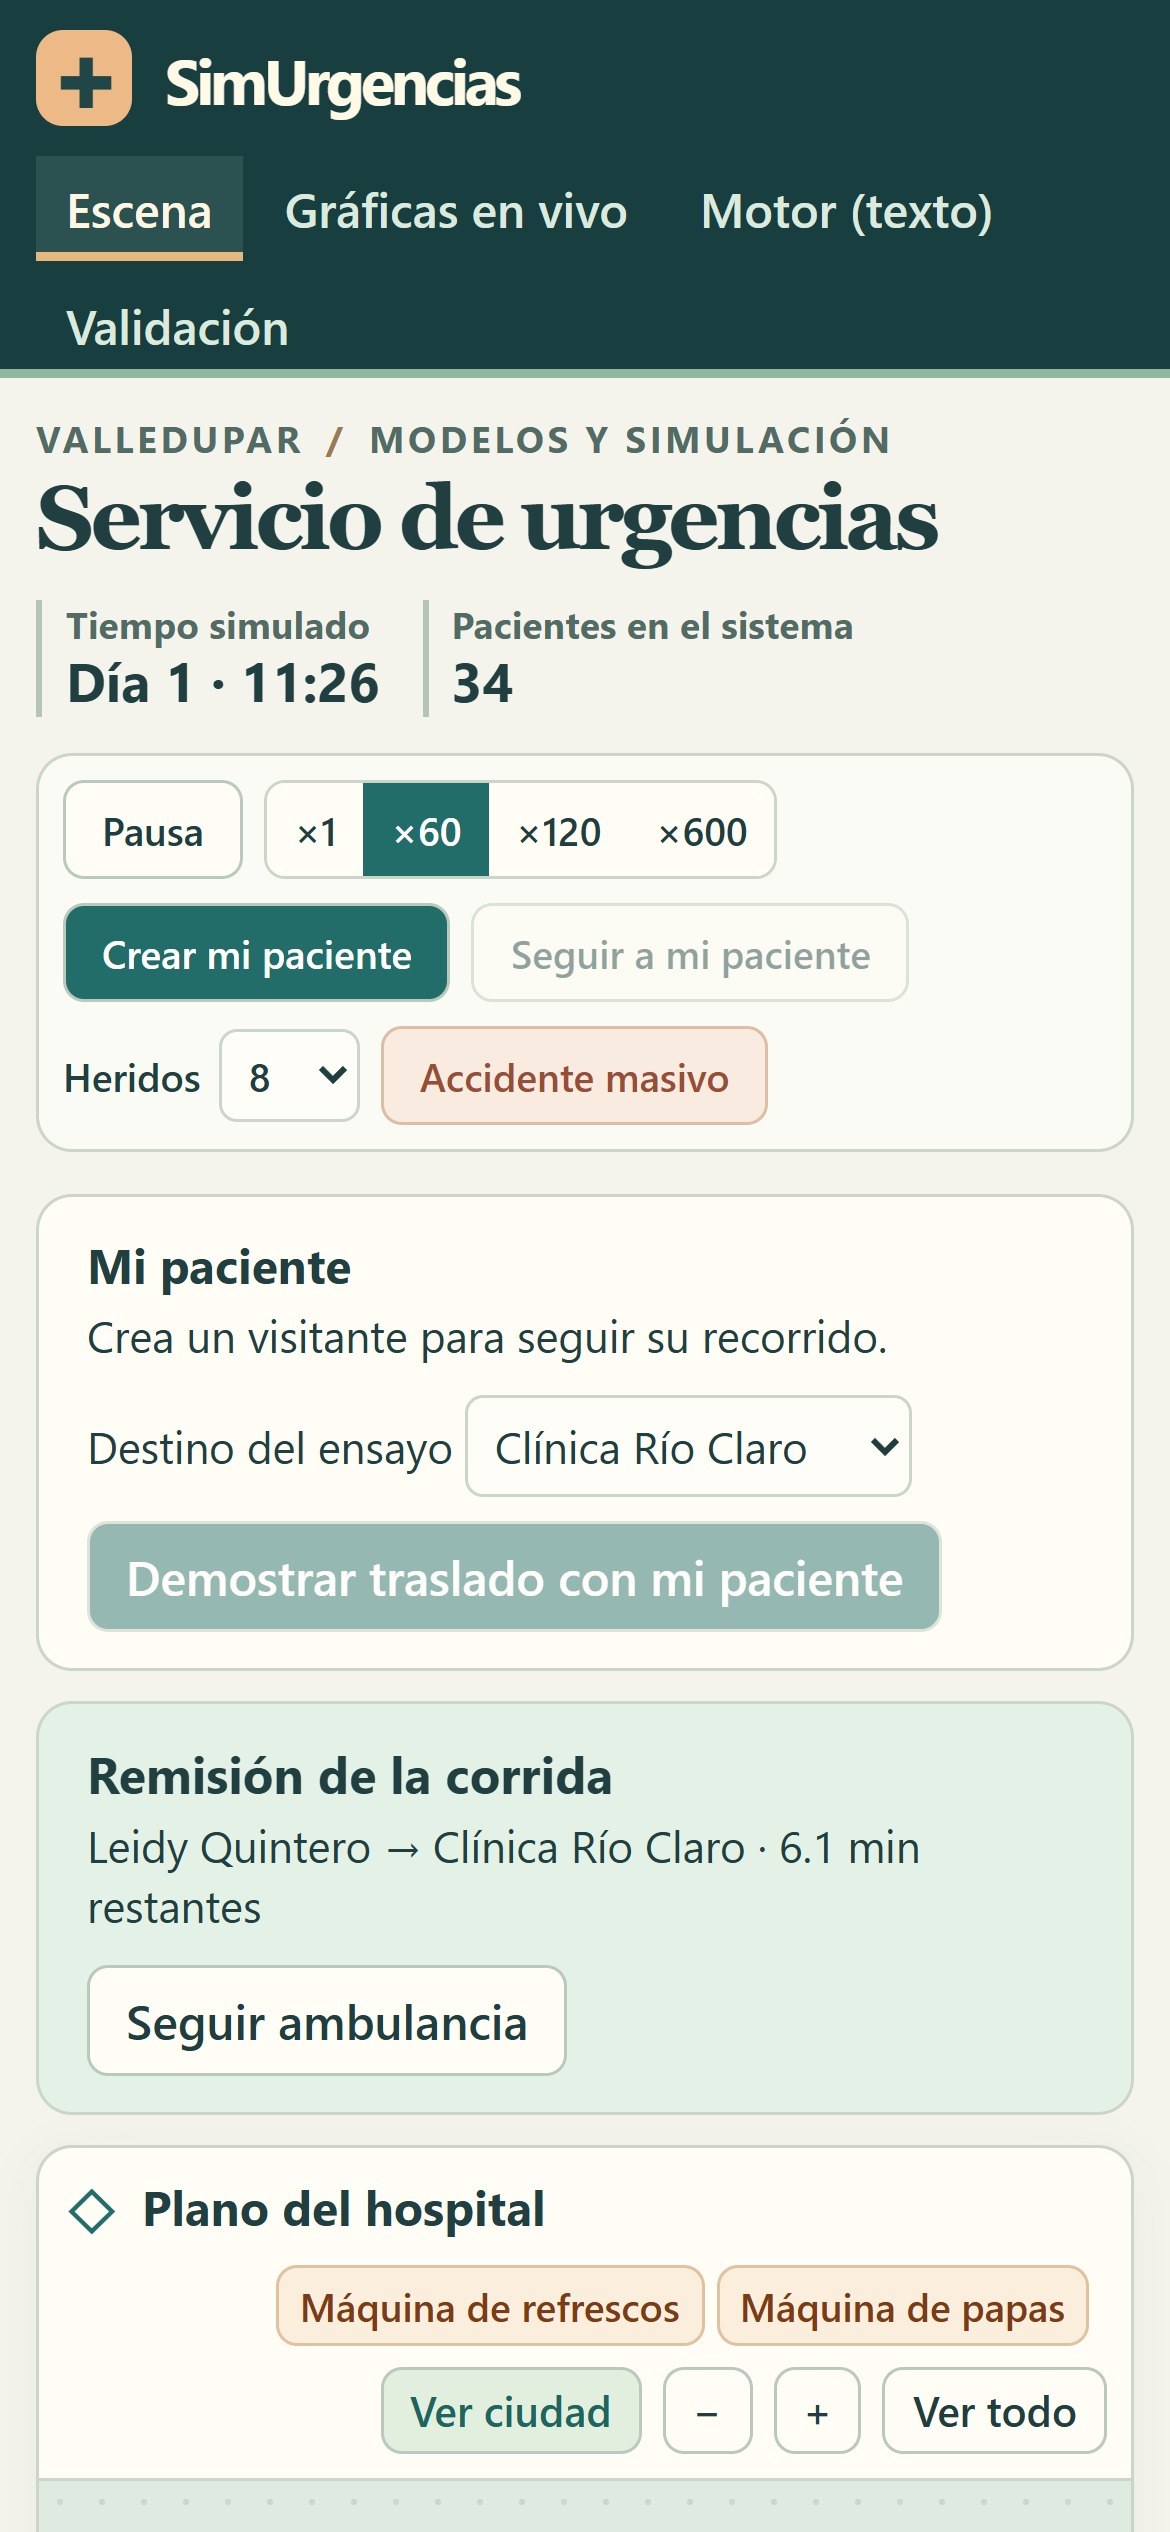 SimUrgencias
Escena Gráficas en vivo Motor (texto)
Validación
VALLEDUPAR / MODELOS Y SIMULACIÓN
Servicio de urgencias
Tiempo simulado Pacientes en el sistema
Día 1 · 11:26 34
Pausa ×1 ×60 ×120 ×600
Crear mi paciente Seguir a mi paciente
Heridos 8 Accidente masivo
Mi paciente
Crea un visitante para seguir su recorrido.
Destino del ensayo Clínica Río Claro
Demostrar traslado con mi paciente
Remisión de la corrida
Leidy Quintero → Clínica Río Claro · 6.1 min
restantes
Seguir ambulancia
Plano del hospital
Máquina de refrescos Máquina de papas
Ver ciudad − + Ver todo